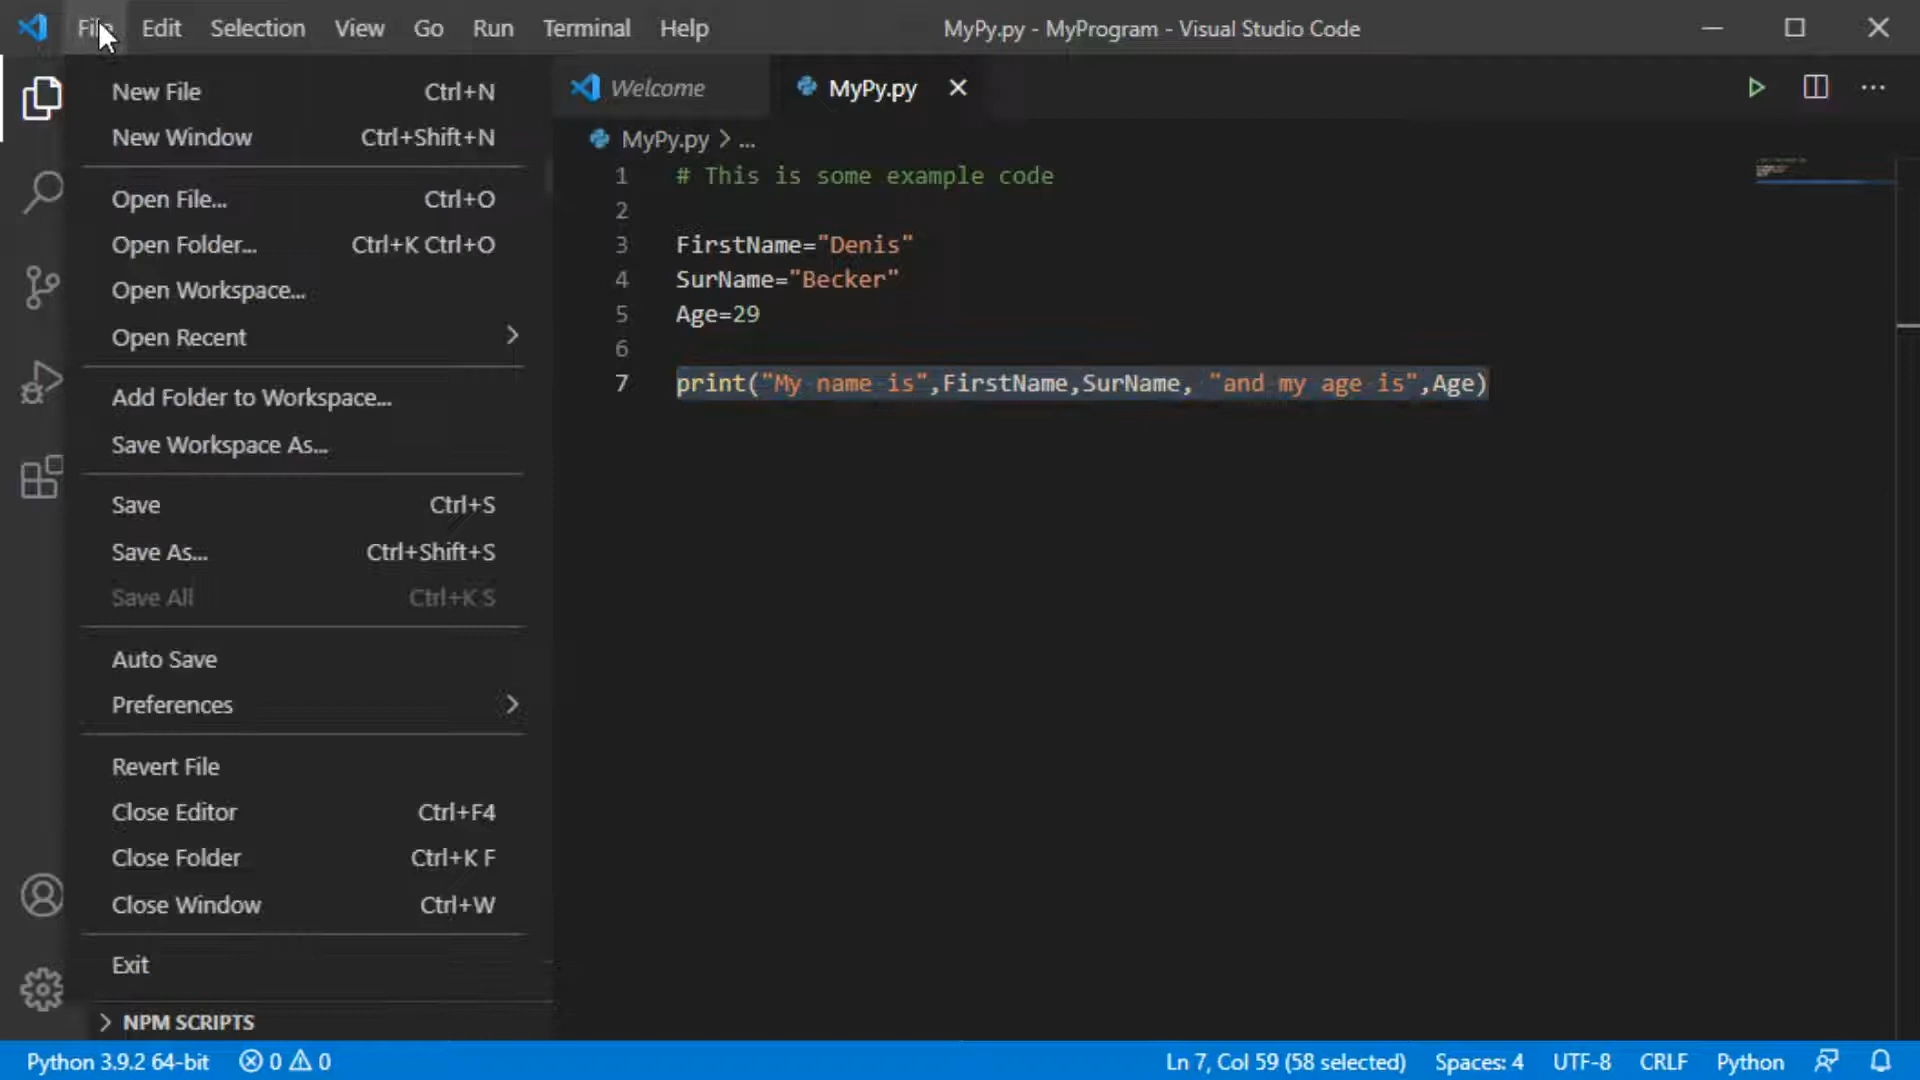 File Edit Selection View Go Run Terminal Help MyPy.py - MyProgram - Visual Studio Code
New File Ctrl+N
New Window Ctrl+Shift+N
Open File... Ctrl+O
Open Folder... Ctrl+K Ctrl+O
Open Workspace...
Open Recent
Add Folder to Workspace...
Save Workspace As...
Save Ctrl+S
Save As... Ctrl+Shift+S
Save All Ctrl+K S
Auto Save
Preferences
Revert File
Close Editor Ctrl+F4
Close Folder Ctrl+K F
Close Window Ctrl+W
Exit
NPM SCRIPTS
Welcome MyPy.py
MyPy.py > ...
1 # This is some example code
2
3 FirstName="Denis"
4 SurName="Becker"
5 Age=29
6
7 print("My name is",FirstName,SurName, "and my age is",Age)
Python 3.9.2 64-bit 0 0 Ln 7, Col 59 (58 selected) Spaces: 4 UTF-8 CRLF Python